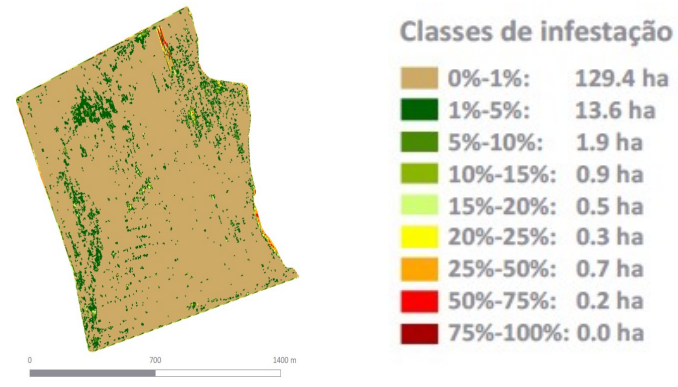 Classes de infestação
0%-1%: 129.4 ha
1%-5%: 13.6 ha
5%-10%: 1.9 ha
10%-15%: 0.9 ha
15%-20%: 0.5 ha
20%-25%: 0.3 ha
25%-50%: 0.7 ha
50%-75%: 0.2 ha
75%-100%: 0.0 ha
0 700 1400 m